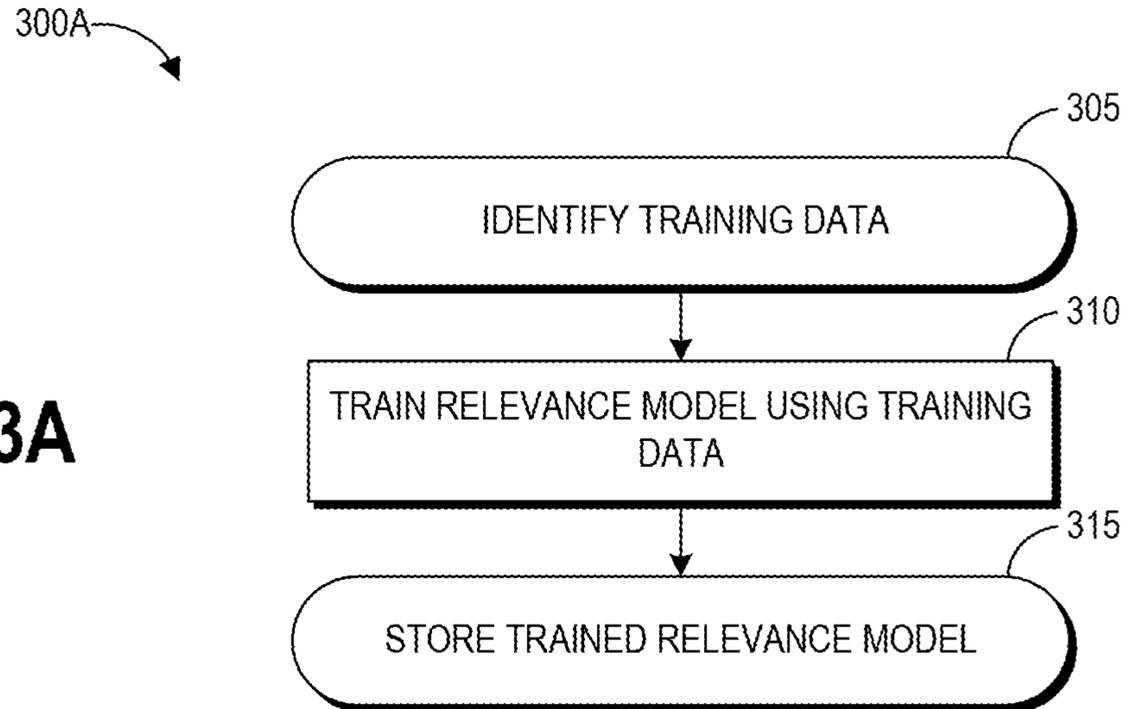 300A
305
IDENTIFY TRAINING DATA
310
TRAIN RELEVANCE MODEL USING TRAINING
DATA
3A
315
STORE TRAINED RELEVANCE MODEL